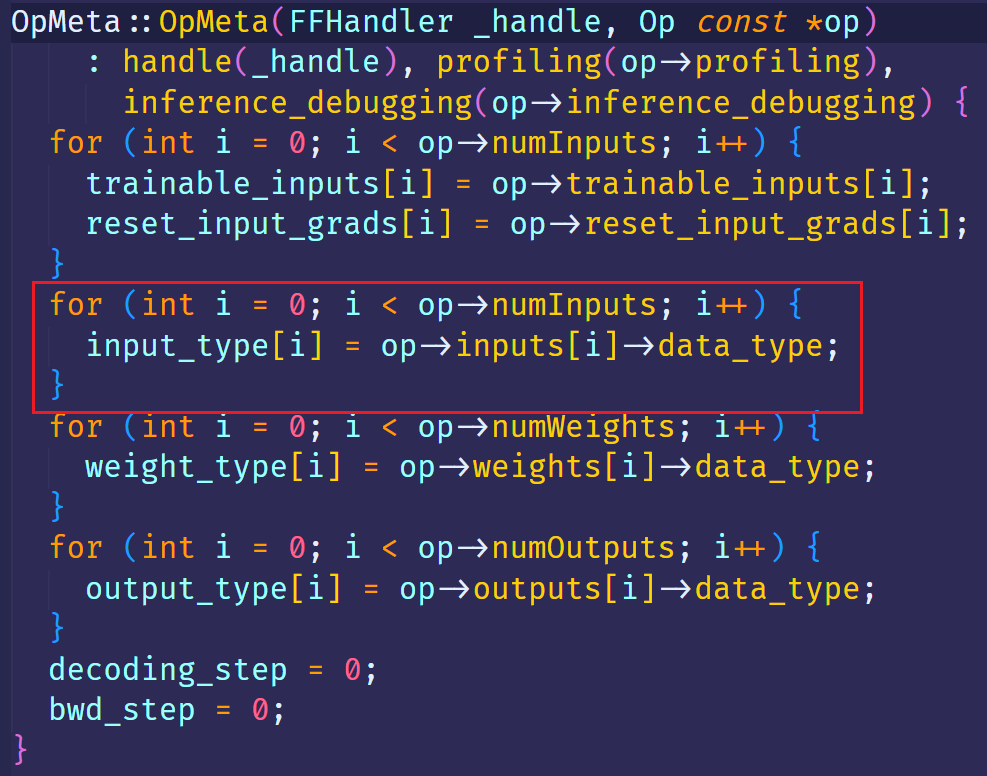 OpMeta::OpMeta(FFHandler _handle, Op const *op)
    : handle(_handle), profiling(op->profiling),
      inference_debugging(op->inference_debugging) {
  for (int i = 0; i < op->numInputs; i++) {
    trainable_inputs[i] = op->trainable_inputs[i];
    reset_input_grads[i] = op->reset_input_grads[i];
  }
  for (int i = 0; i < op->numInputs; i++) {
    input_type[i] = op->inputs[i]->data_type;
  }
  for (int i = 0; i < op->numWeights; i++) {
    weight_type[i] = op->weights[i]->data_type;
  }
  for (int i = 0; i < op->numOutputs; i++) {
    output_type[i] = op->outputs[i]->data_type;
  }
  decoding_step = 0;
  bwd_step = 0;
}